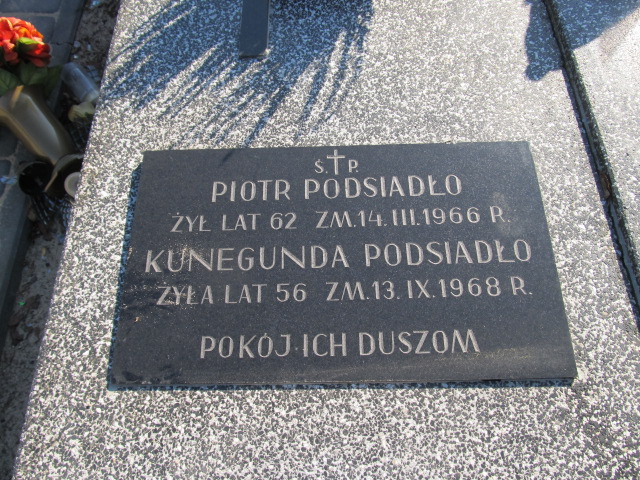 Ś.✝P.
PIOTR PODSIADŁO
ŻYŁ LAT 62 ZM.14.III.1966 R.
KUNEGUNDA PODSIADŁO
ŻYŁA LAT 56 ZM.13.IX.1968 R.
POKÓJ ICH DUSZOM